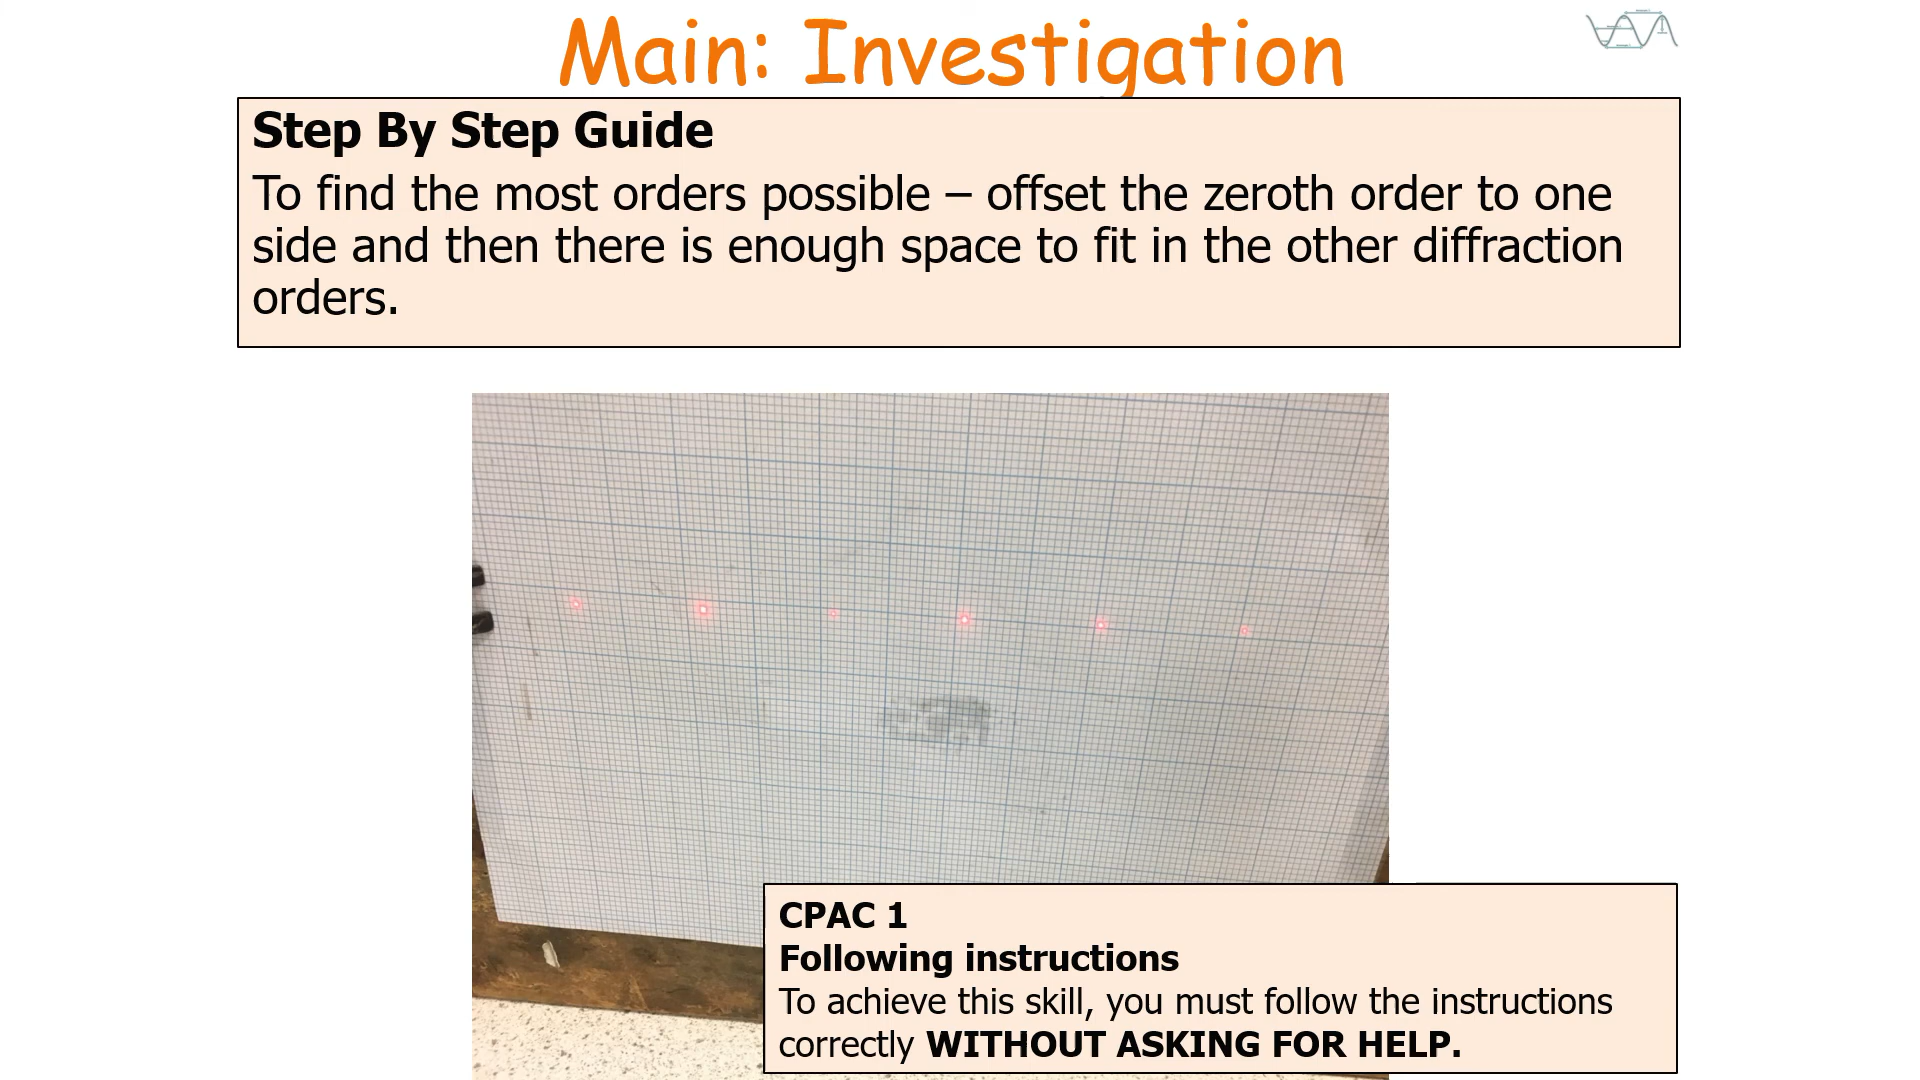 Main: Investigation
Step By Step Guide
To find the most orders possible – offset the zeroth order to one
side and then there is enough space to fit in the other diffraction
orders.
CPAC 1
Following instructions
To achieve this skill, you must follow the instructions
correctly WITHOUT ASKING FOR HELP.